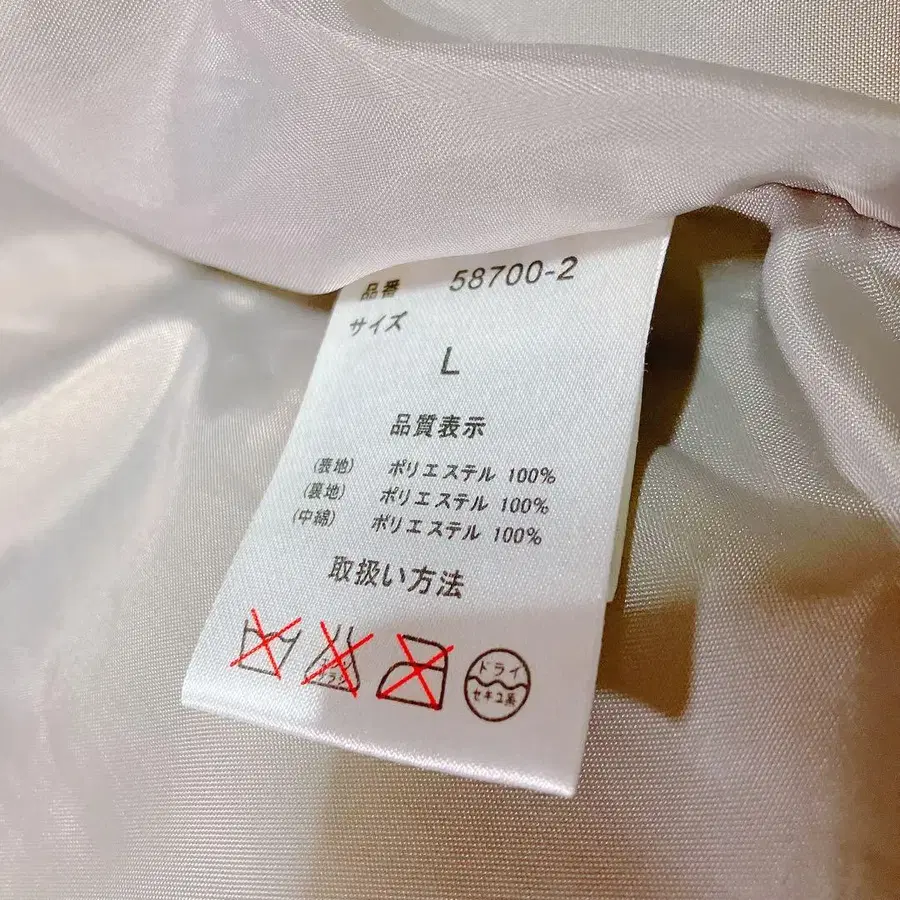 品番 58700-2
サイズ
L
品質表示
(表地) ポリエステル 100%
(裏地) ポリエステル 100%
(中綿) ポリエステル 100%
取扱い方法
ドライ
セキユ系